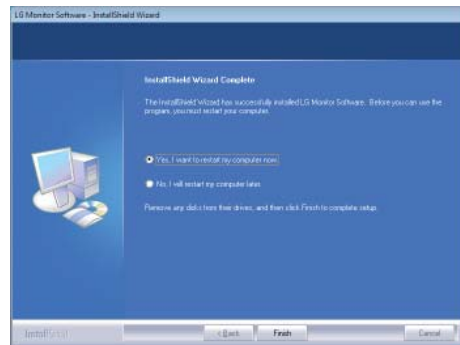 LG Monitor Software - InstallShield Wizard
InstallShield Wizard Complete
The InstallShield Wizard has successfully installed LG Monitor Software. Before you can use the
program, you must restart your computer.
Yes, I want to restart my computer now.
No, I will restart my computer later.
Remove any disks from their drives, and then click Finish to complete setup.
InstallShield
< Back Finish Cancel